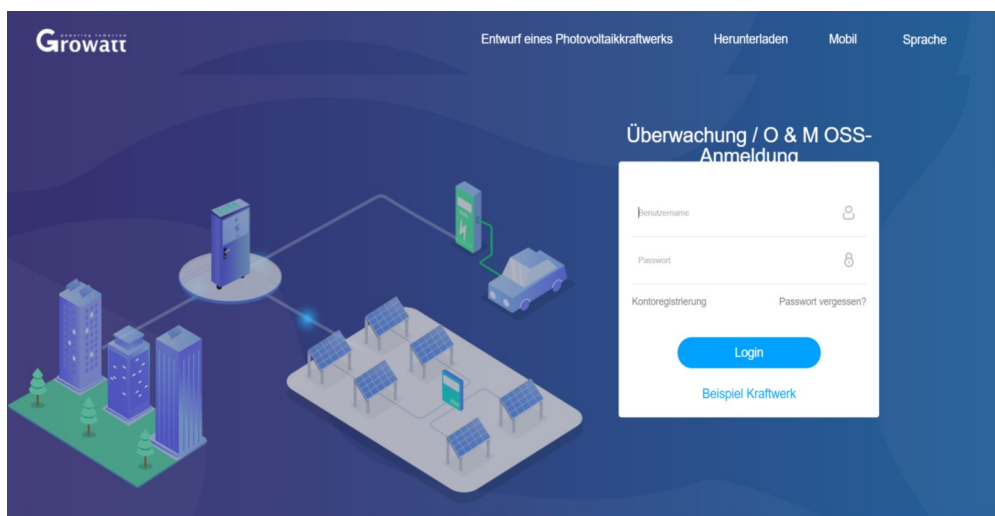 powering tomorrow
Growatt
Entwurf eines Photovoltaikkraftwerks Herunterladen Mobil Sprache
Überwachung / O & M OSS-
Anmeldung
Benutzername
Passwort
Kontoregistrierung Passwort vergessen?
Login
Beispiel Kraftwerk